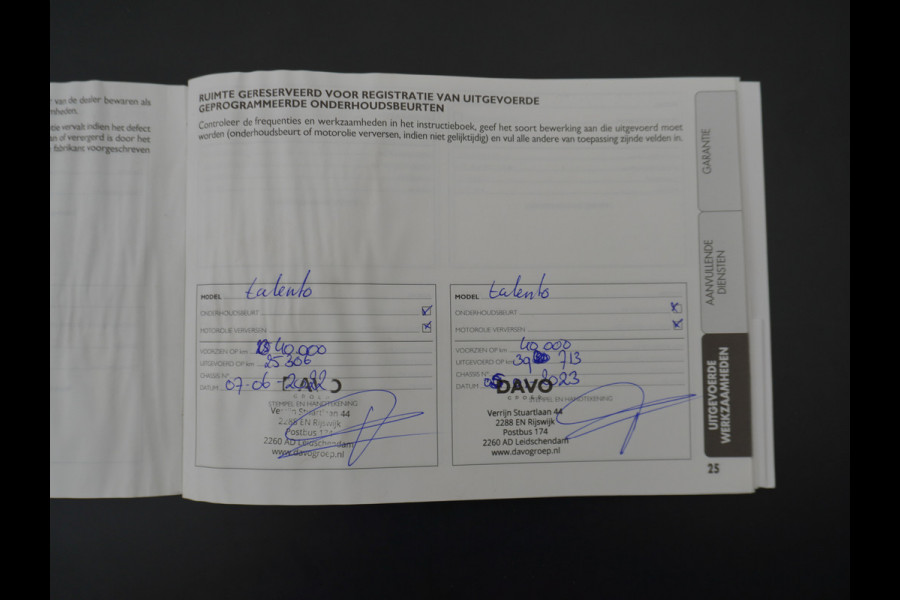 van de dealer bewaren als
vervalt indien het defect
of verergerd is door het
fabrikant voorgeschreven
RUIMTE GERESERVEERD VOOR REGISTRATIE VAN UITGEVOERDE
GEPROGRAMMEERDE ONDERHOUDSBEURTEN
Controleer de frequenties en werkzaamheden in het instructieboek, geef het soort bewerking aan die uitgevoerd moet
worden (onderhoudsbeurt of motorolie verversen, indien niet gelijktijdig) en vul alle andere van toepassing zijnde velden in.
MODEL talento
ONDERHOUDSBEURT
MOTOROLIE VERVERSEN
VOORZIEN OP km 40.000
UITGEVOERD OP km 25306
CHASSIS N°
DATUM 07-06-2022
STEMPEL EN HANDTEKENING
Verrijn Stuartlaan 44
2288 EN Rijswijk
Postbus 174
2260 AD Leidschendam
www.davogroep.nl
MODEL talento
ONDERHOUDSBEURT
MOTOROLIE VERVERSEN
VOORZIEN OP km 40.000
UITGEVOERD OP km 39 713
CHASSIS N°
DATUM 2023
DAVO
GROEP
STEMPEL EN HANDTEKENING
Verrijn Stuartlaan 44
2288 EN Rijswijk
Postbus 174
2260 AD Leidschendam
www.davogroep.nl
GARANTIE
AANVULLENDE
DIENSTEN
UITGEVOERDE
WERKZAAMHEDEN
25